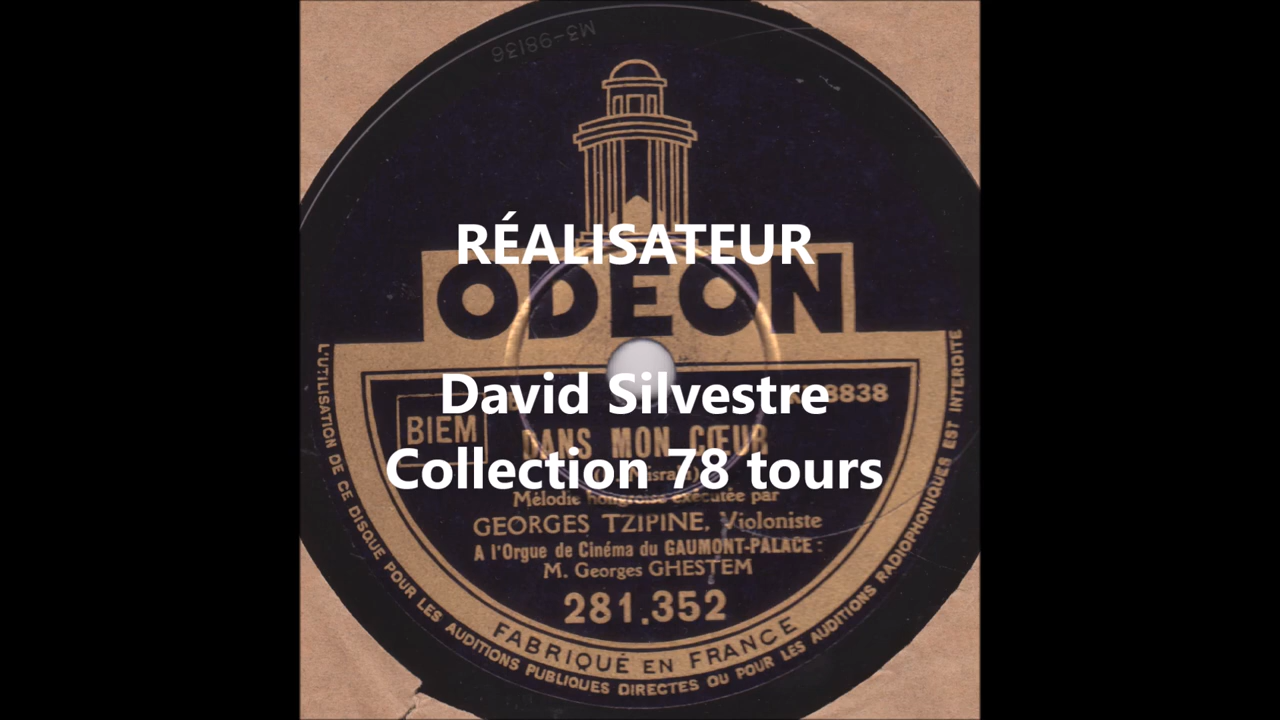 M3-98136
RÉALISATEUR
ODEON
David Silvestre
8838
BIEM
DANS MON CŒUR
Collection 78 tours
Mélodie hongroise exécutée par
GEORGES TZIPINE, Violoniste
A l'Orgue de Cinéma du GAUMONT-PALACE :
M. Georges GHESTEM
281.352
FABRIQUÉ EN FRANCE
L'UTILISATION DE CE DISQUE POUR LES AUDITIONS PUBLIQUES DIRECTES OU POUR LES AUDITIONS RADIOPHONIQUES EST INTERDITE